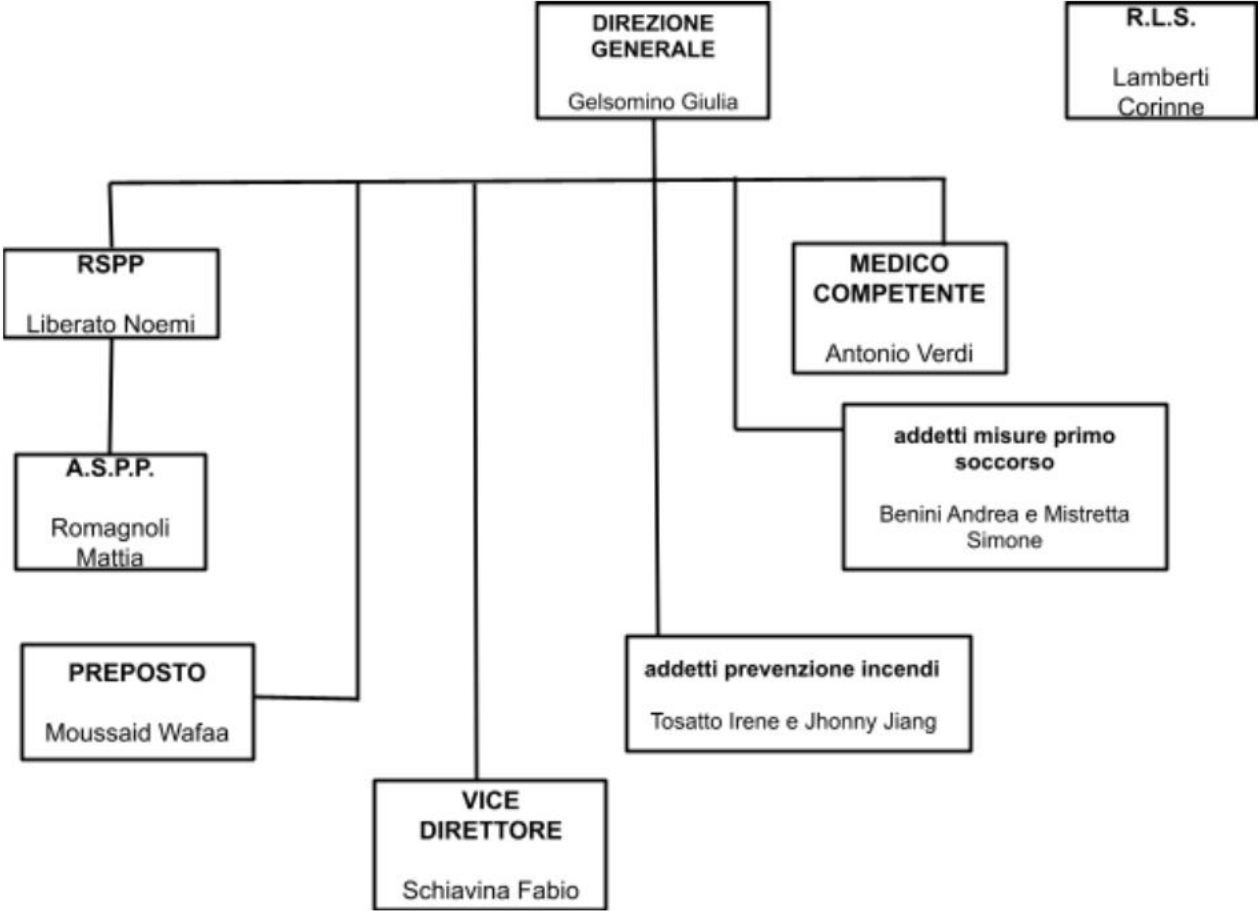 DIREZIONE
GENERALE
Gelsomino Giulia
R.L.S.
Lamberti
Corinne
RSPP
Liberato Noemi
MEDICO
COMPETENTE
Antonio Verdi
addetti misure primo
soccorso
Benini Andrea e Mistretta
Simone
A.S.P.P.
Romagnoli
Mattia
PREPOSTO
Moussaid Wafaa
addetti prevenzione incendi
Tosatto Irene e Jhonny Jiang
VICE
DIRETTORE
Schiavina Fabio